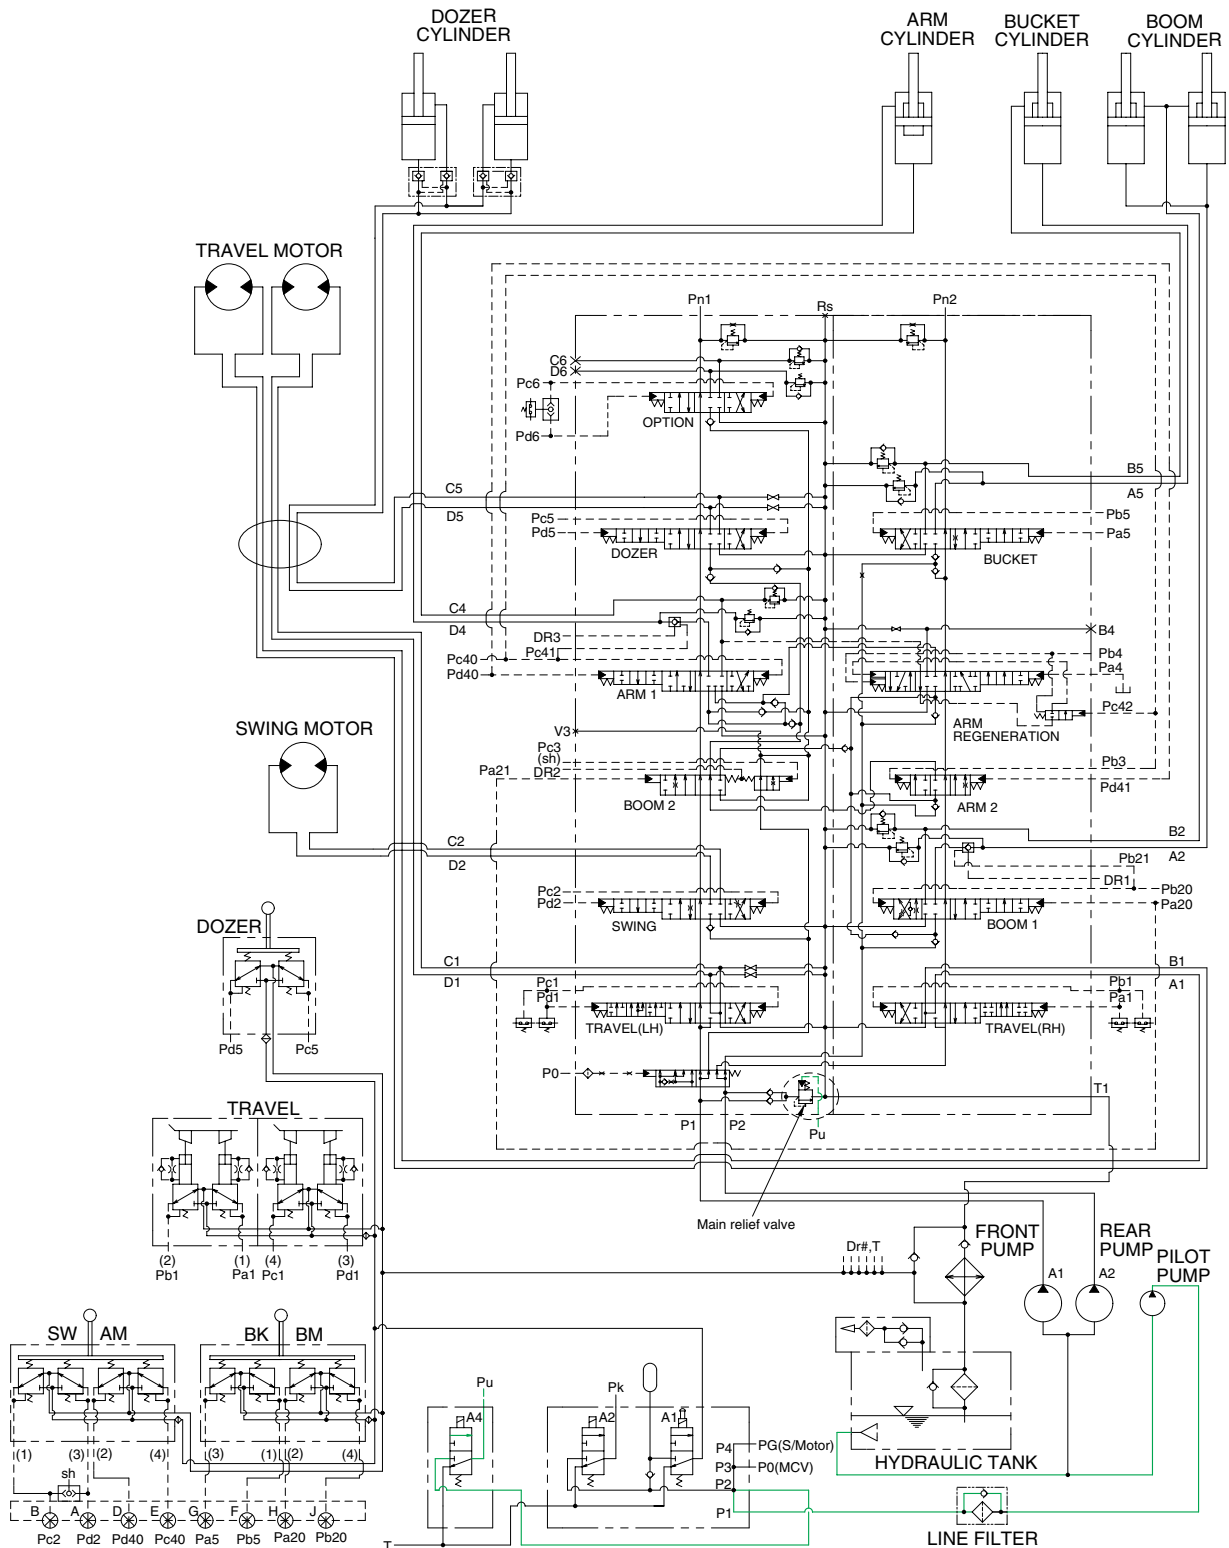 DOZER
CYLINDER
ARM
CYLINDER
BUCKET
CYLINDER
BOOM
CYLINDER
TRAVEL MOTOR
Pn1
Rs
Pn2
C6
D6
Pc6
Pd6
OPTION
C5
D5
B5
A5
Pc5
Pd5
DOZER
Pb5
Pa5
BUCKET
C4
D4
DR3
Pc41
B4
Pc40
Pd40
ARM 1
Pb4
Pa4
Pc42
ARM
REGENERATION
SWING MOTOR
V3
Pc3
(sh)
DR2
Pa21
BOOM 2
Pb3
Pd41
ARM 2
C2
D2
B2
A2
Pb21
DR1
Pc2
Pd2
SWING
Pb20
Pa20
BOOM 1
DOZER
Pd5
Pc5
C1
D1
B1
A1
Pc1
Pd1
TRAVEL(LH)
Pb1
Pa1
TRAVEL(RH)
P0
P1
P2
Pu
T1
TRAVEL
(2)
Pb1
(1)
Pa1
(4)
Pc1
(3)
Pd1
Main relief valve
Dr#,T
FRONT
PUMP
REAR
PUMP
PILOT
PUMP
A1
A2
SW
AM
BK
BM
Pu
Pk
A4
A2
A1
P4
PG(S/Motor)
P3
P0(MCV)
P2
P1
HYDRAULIC TANK
LINE FILTER
(1)
(3)
(2)
(4)
(3)
(1)
(2)
(4)
sh
B
A
D
E
G
F
H
J
Pc2
Pd2
Pd40
Pc40
Pa5
Pb5
Pa20
Pb20
T